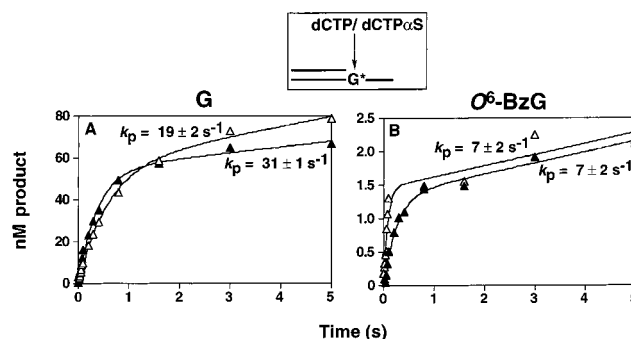 dCTP/ dCTPαS
G*
G
O⁶-BzG
A
kp = 19 ± 2 s⁻¹
kp = 31 ± 1 s⁻¹
B
kp = 7 ± 2 s⁻¹
kp = 7 ± 2 s⁻¹
nM product
80
60
40
20
0
0 1 2 3 4 5
2.5
2.0
1.5
1.0
0.5
0
0 1 2 3 4
Time (s)